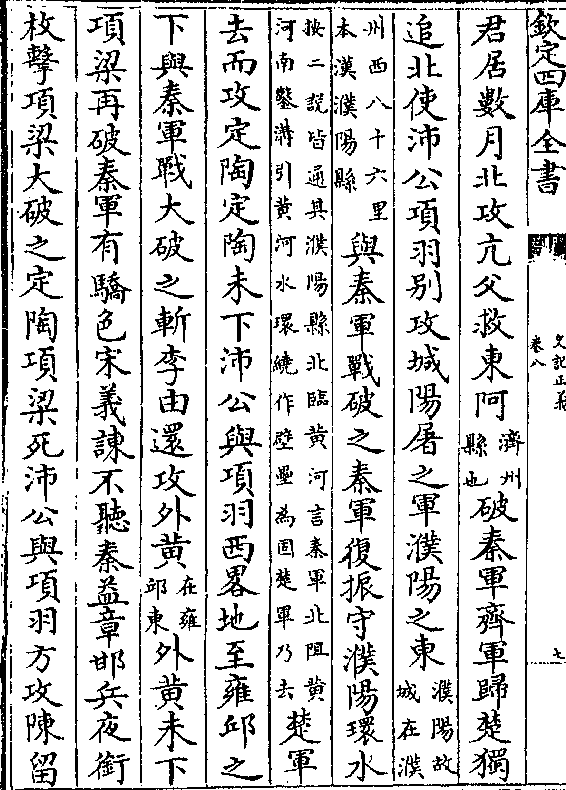 欽定四庫全書
史記正義
卷八
七
君居數月北攻亢父救東阿濟州縣也破秦軍齊軍歸楚獨
追北使沛公項羽别攻城陽屠之軍濮陽之東濮陽故城在濮
州西八十六里本漢濮陽縣與秦軍戰破之秦軍復振守濮陽環水
按二説皆通其濮陽縣北臨黄河言秦軍北阻黄河南鑿溝引黄河水環繞作壁壘為固楚軍乃去楚軍
去而攻定陶定陶未下沛公與項羽西畧地至雍邱之
下與秦軍戰大破之斬李由還攻外黄在雍邱東外黄未下
項梁再破秦軍有驕色宋義諫不聽秦益章邯兵夜銜
枚擊項梁大破之定陶項梁死沛公與項羽方攻陳留